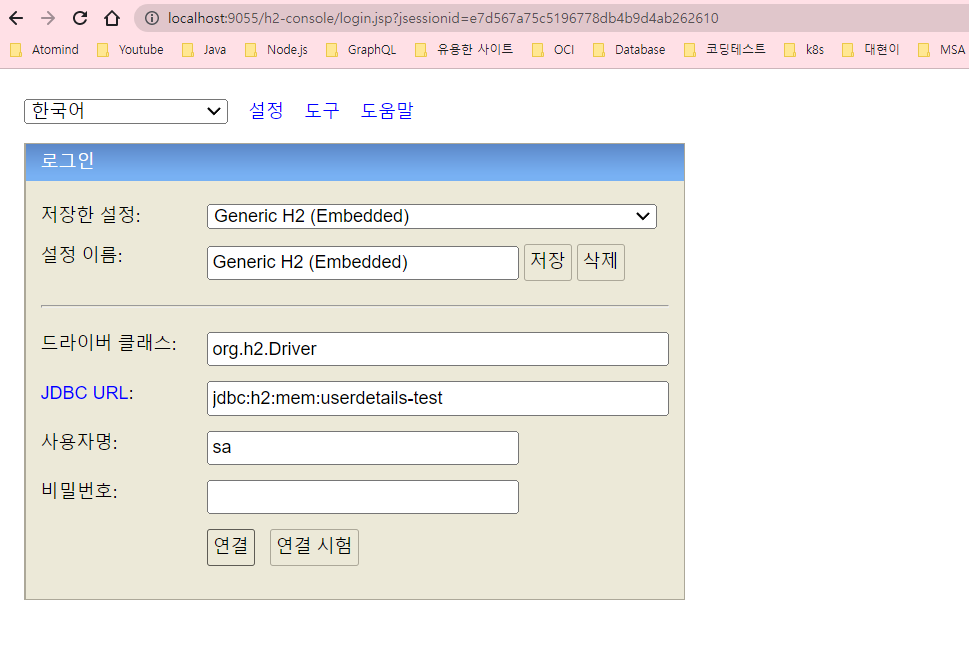 localhost:9055/h2-console/login.jsp?jsessionid=e7d567a75c5196778db4b9d4ab262610
Atomind Youtube Java Node.js GraphQL 유용한 사이트 OCI Database 코딩테스트 k8s 대현이 MSA
한국어 설정 도구 도움말
로그인
저장한 설정: Generic H2 (Embedded)
설정 이름: Generic H2 (Embedded) 저장 삭제
드라이버 클래스: org.h2.Driver
JDBC URL: jdbc:h2:mem:userdetails-test
사용자명: sa
비밀번호:
연결 연결 시험